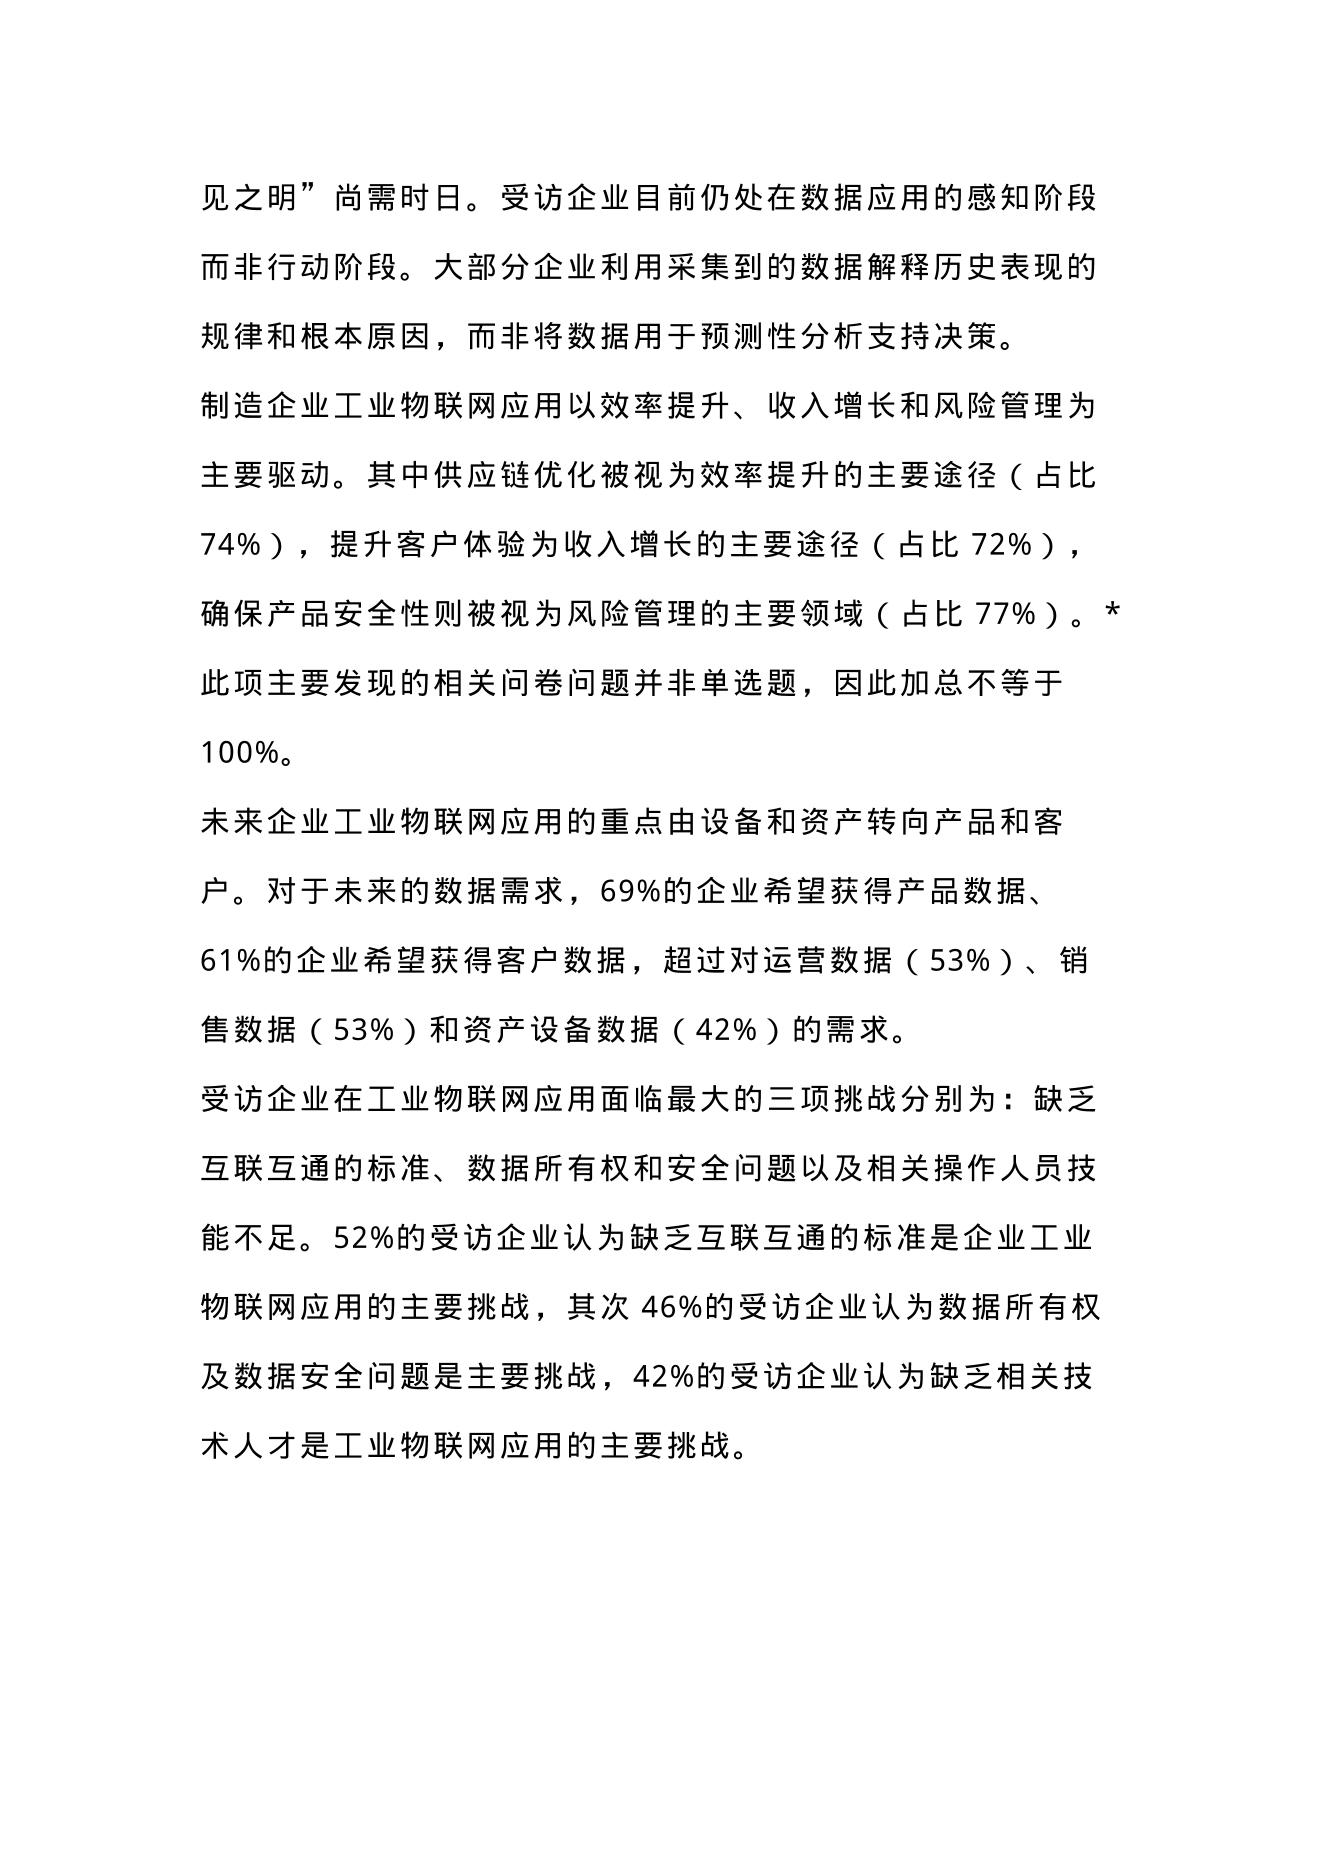 见之明”尚需时日。受访企业目前仍处在数据应用的感知阶段
而非行动阶段。大部分企业利用采集到的数据解释历史表现的
规律和根本原因，而非将数据用于预测性分析支持决策。
制造企业工业物联网应用以效率提升、收入增长和风险管理为
主要驱动。其中供应链优化被视为效率提升的主要途径（占比
74%），提升客户体验为收入增长的主要途径（占比 72%），
确保产品安全性则被视为风险管理的主要领域（占比 77%）。*
此项主要发现的相关问卷问题并非单选题，因此加总不等于
100%。
未来企业工业物联网应用的重点由设备和资产转向产品和客
户。对于未来的数据需求，69%的企业希望获得产品数据、
61%的企业希望获得客户数据，超过对运营数据（53%）、销
售数据（53%）和资产设备数据（42%）的需求。
受访企业在工业物联网应用面临最大的三项挑战分别为：缺乏
互联互通的标准、数据所有权和安全问题以及相关操作人员技
能不足。52%的受访企业认为缺乏互联互通的标准是企业工业
物联网应用的主要挑战，其次 46%的受访企业认为数据所有权
及数据安全问题是主要挑战，42%的受访企业认为缺乏相关技
术人才是工业物联网应用的主要挑战。